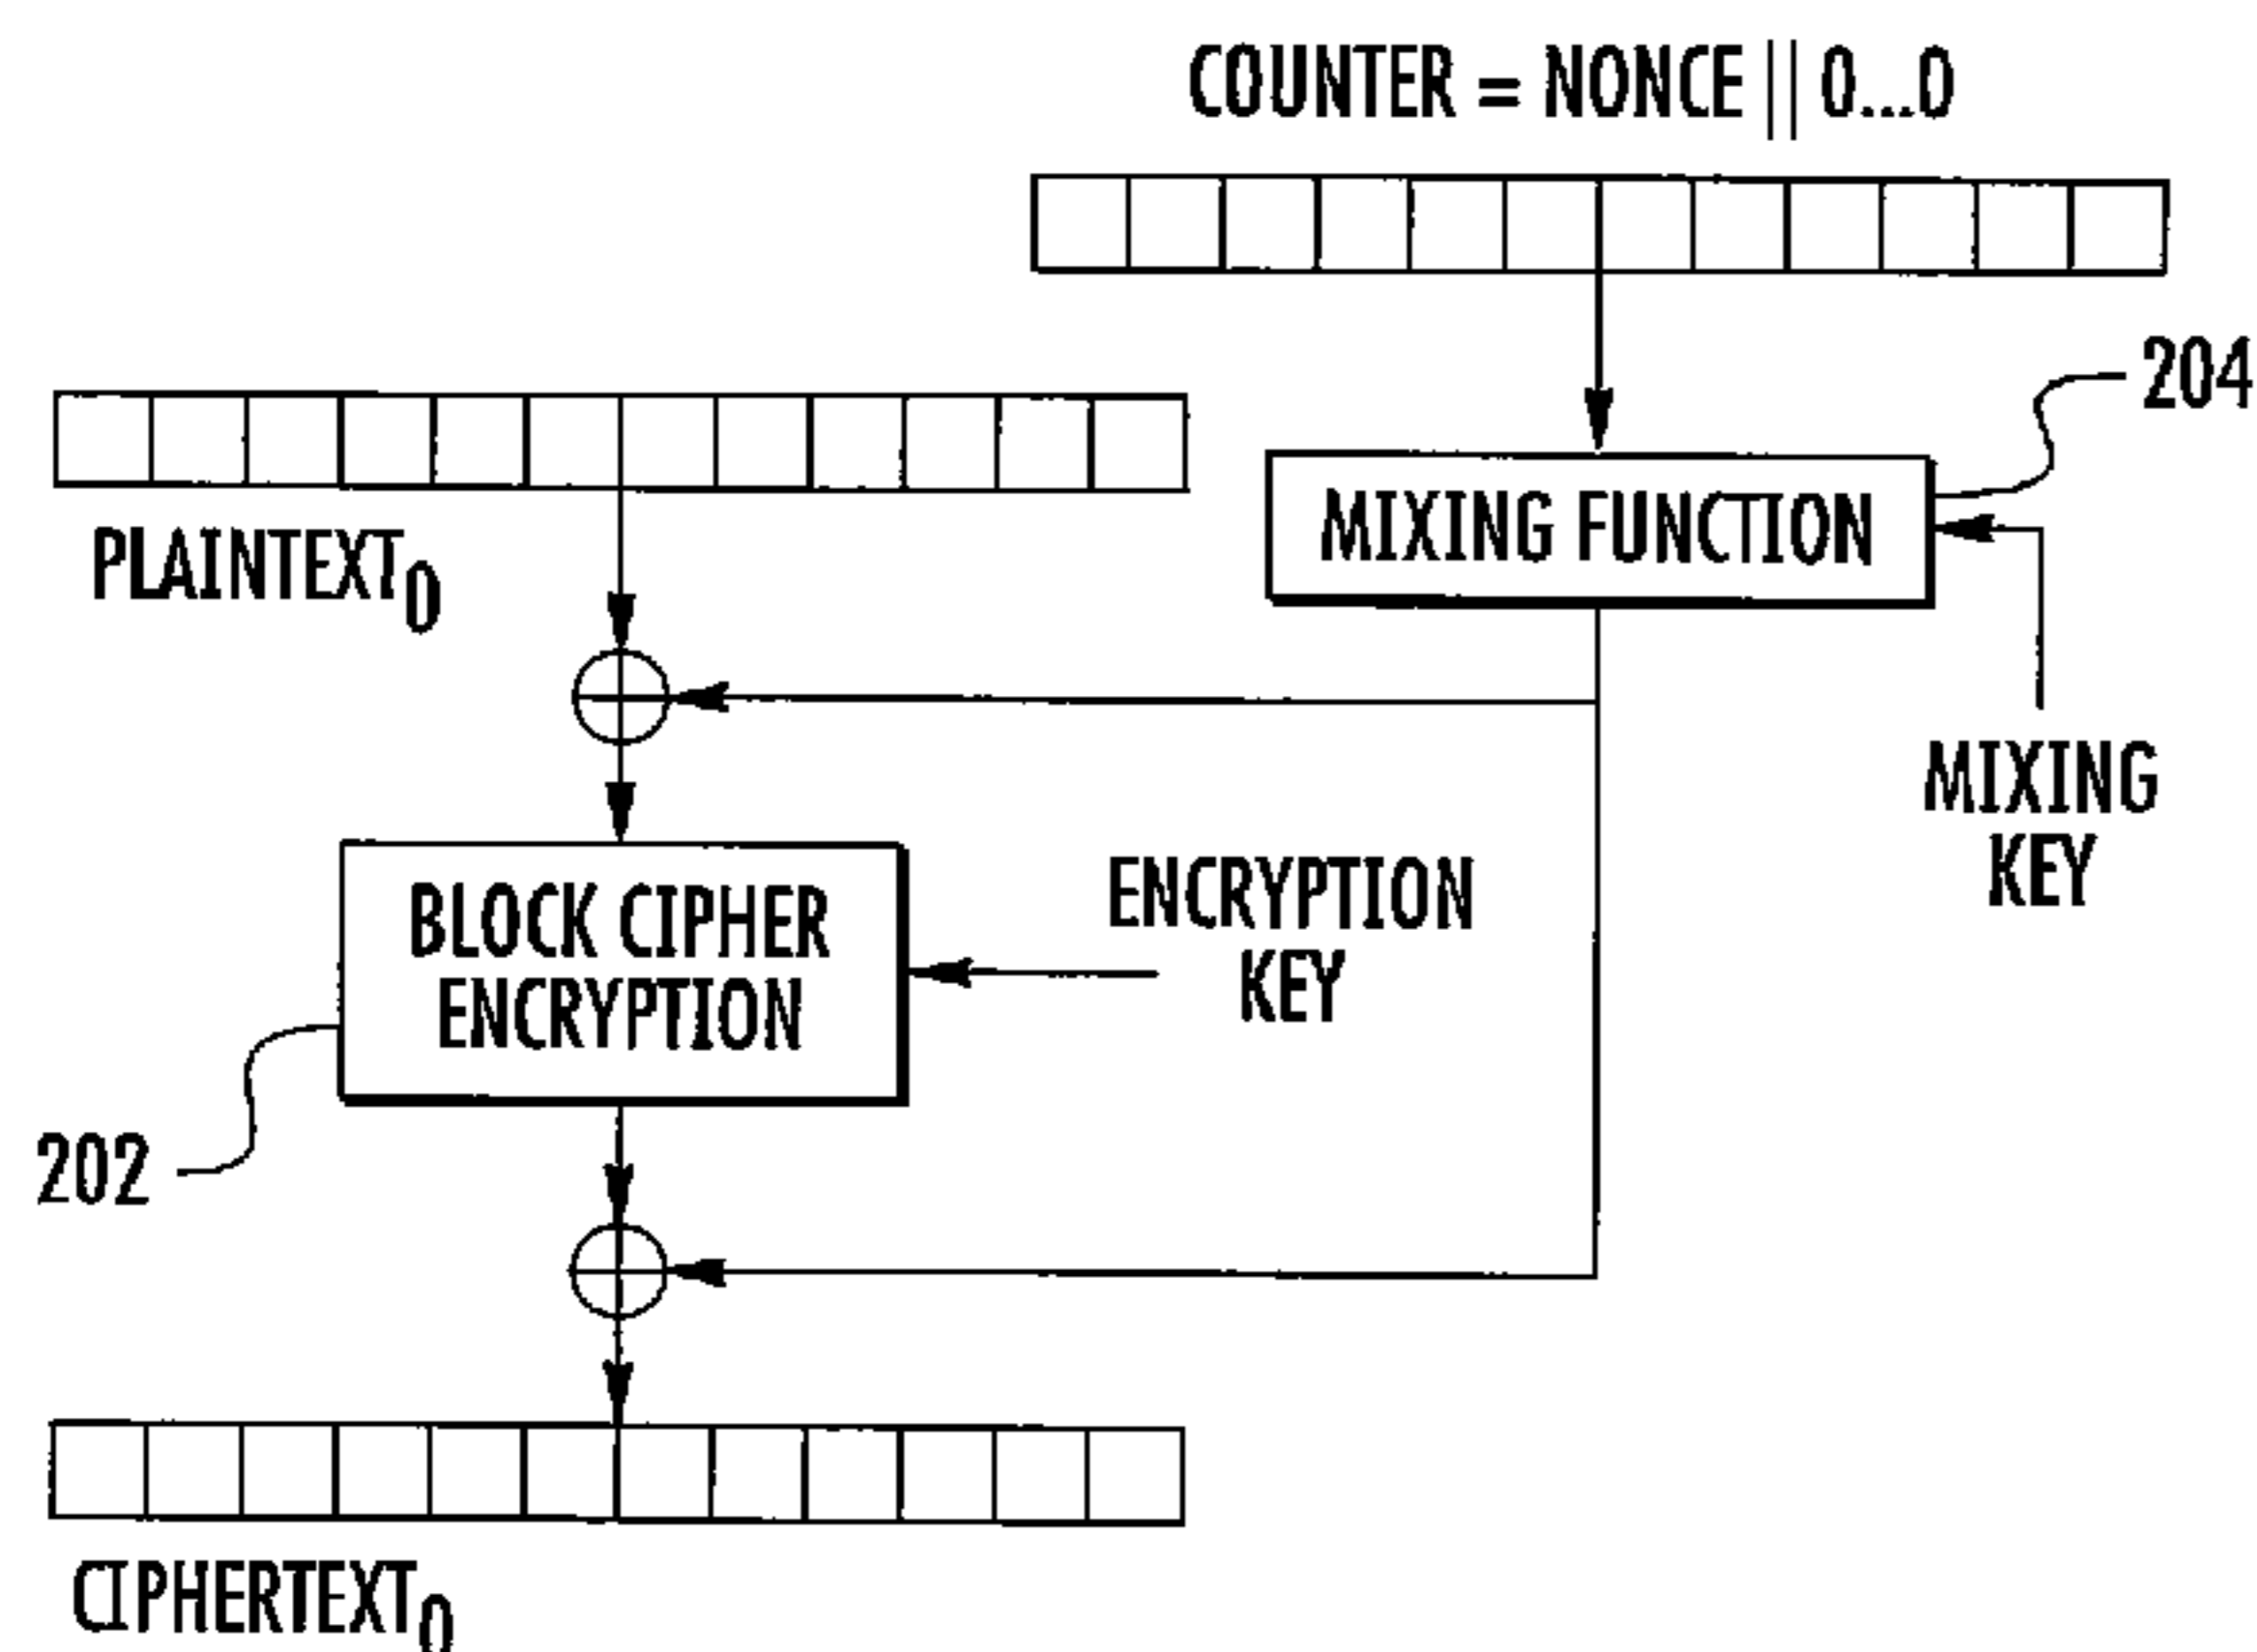 COUNTER = NONCE || 0...0
204
PLAINTEXT0
MIXING FUNCTION
MIXING
KEY
BLOCK CIPHER
ENCRYPTION
ENCRYPTION
KEY
202
CIPHERTEXT0